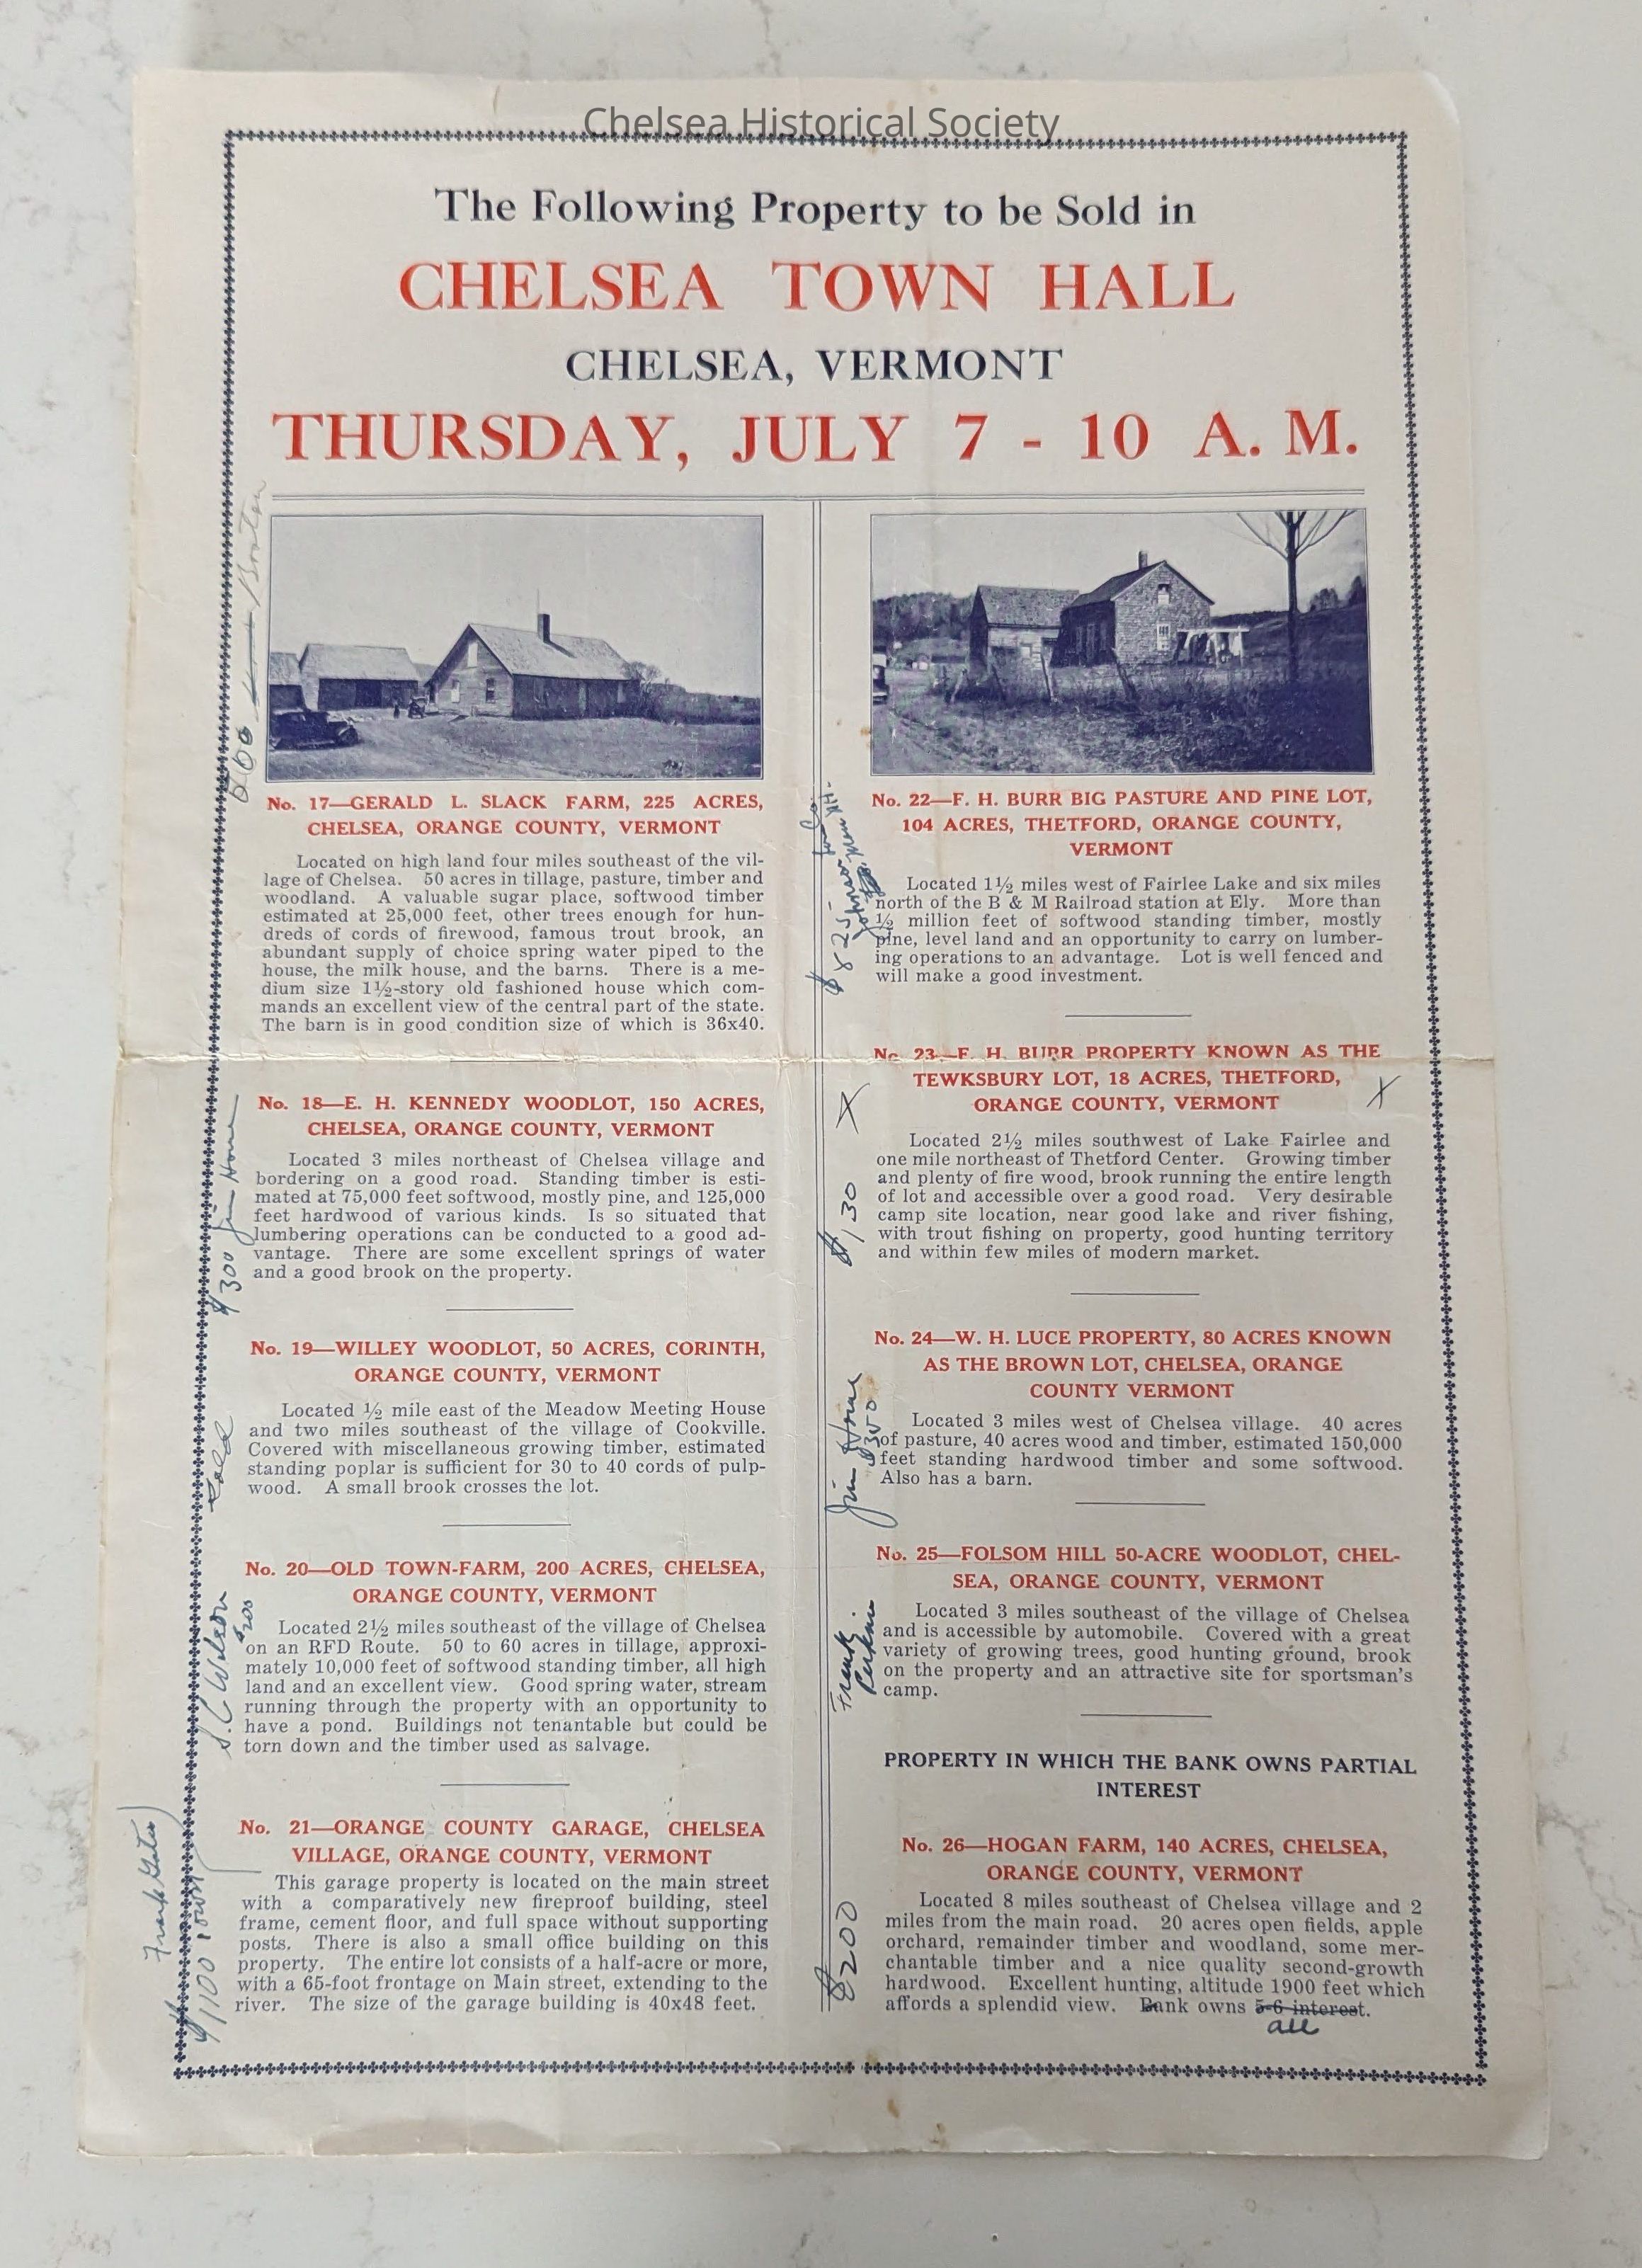 Chelsea Historical Society
The Following Property to be Sold in
CHELSEA TOWN HALL
CHELSEA, VERMONT
THURSDAY, JULY 7 - 10 A. M.
No. 17—GERALD L. SLACK FARM, 225 ACRES,
CHELSEA, ORANGE COUNTY, VERMONT
Located on high land four miles southeast of the vil-
lage of Chelsea. 50 acres in tillage, pasture, timber and
woodland. A valuable sugar place, softwood timber
estimated at 25,000 feet, other trees enough for hun-
dreds of cords of firewood, famous trout brook, an
abundant supply of choice spring water piped to the
house, the milk house, and the barns. There is a me-
dium size 1½-story old fashioned house which com-
mands an excellent view of the central part of the state.
The barn is in good condition size of which is 36x40.
$300 Jim House
No. 18—E. H. KENNEDY WOODLOT, 150 ACRES,
CHELSEA, ORANGE COUNTY, VERMONT
Located 3 miles northeast of Chelsea village and
bordering on a good road. Standing timber is esti-
mated at 75,000 feet softwood, mostly pine, and 125,000
feet hardwood of various kinds. Is so situated that
lumbering operations can be conducted to a good ad-
vantage. There are some excellent springs of water
and a good brook on the property.
Sold
No. 19—WILLEY WOODLOT, 50 ACRES, CORINTH,
ORANGE COUNTY, VERMONT
Located ½ mile east of the Meadow Meeting House
and two miles southeast of the village of Cookville.
Covered with miscellaneous growing timber, estimated
standing poplar is sufficient for 30 to 40 cords of pulp-
wood. A small brook crosses the lot.
S. C. Wilson
$200
No. 20—OLD TOWN-FARM, 200 ACRES, CHELSEA,
ORANGE COUNTY, VERMONT
Located 2½ miles southeast of the village of Chelsea
on an RFD Route. 50 to 60 acres in tillage, approxi-
mately 10,000 feet of softwood standing timber, all high
land and an excellent view. Good spring water, stream
running through the property with an opportunity to
have a pond. Buildings not tenantable but could be
torn down and the timber used as salvage.
Frank Gates
$1100
No. 21—ORANGE COUNTY GARAGE, CHELSEA
VILLAGE, ORANGE COUNTY, VERMONT
This garage property is located on the main street
with a comparatively new fireproof building, steel
frame, cement floor, and full space without supporting
posts. There is also a small office building on this
property. The entire lot consists of a half-acre or more,
with a 65-foot frontage on Main street, extending to the
river. The size of the garage building is 40x48 feet.
$825
No. 22—F. H. BURR BIG PASTURE AND PINE LOT,
104 ACRES, THETFORD, ORANGE COUNTY,
VERMONT
Located 1½ miles west of Fairlee Lake and six miles
north of the B & M Railroad station at Ely. More than
½ million feet of softwood standing timber, mostly
pine, level land and an opportunity to carry on lumber-
ing operations to an advantage. Lot is well fenced and
will make a good investment.
$130 X
No. 23—F. H. BURR PROPERTY KNOWN AS THE
TEWKSBURY LOT, 18 ACRES, THETFORD,
ORANGE COUNTY, VERMONT
X
Located 2½ miles southwest of Lake Fairlee and
one mile northeast of Thetford Center. Growing timber
and plenty of fire wood, brook running the entire length
of lot and accessible over a good road. Very desirable
camp site location, near good lake and river fishing,
with trout fishing on property, good hunting territory
and within few miles of modern market.
Jim House
$350
No. 24—W. H. LUCE PROPERTY, 80 ACRES KNOWN
AS THE BROWN LOT, CHELSEA, ORANGE
COUNTY VERMONT
Located 3 miles west of Chelsea village. 40 acres
of pasture, 40 acres wood and timber, estimated 150,000
feet standing hardwood timber and some softwood.
Also has a barn.
Frank
Perkins
No. 25—FOLSOM HILL 50-ACRE WOODLOT, CHEL-
SEA, ORANGE COUNTY, VERMONT
Located 3 miles southeast of the village of Chelsea
and is accessible by automobile. Covered with a great
variety of growing trees, good hunting ground, brook
on the property and an attractive site for sportsman's
camp.
PROPERTY IN WHICH THE BANK OWNS PARTIAL
INTEREST
$200
No. 26—HOGAN FARM, 140 ACRES, CHELSEA,
ORANGE COUNTY, VERMONT
Located 8 miles southeast of Chelsea village and 2
miles from the main road. 20 acres open fields, apple
orchard, remainder timber and woodland, some mer-
chantable timber and a nice quality second-growth
hardwood. Excellent hunting, altitude 1900 feet which
affords a splendid view. Bank owns 5-6 interest.
all